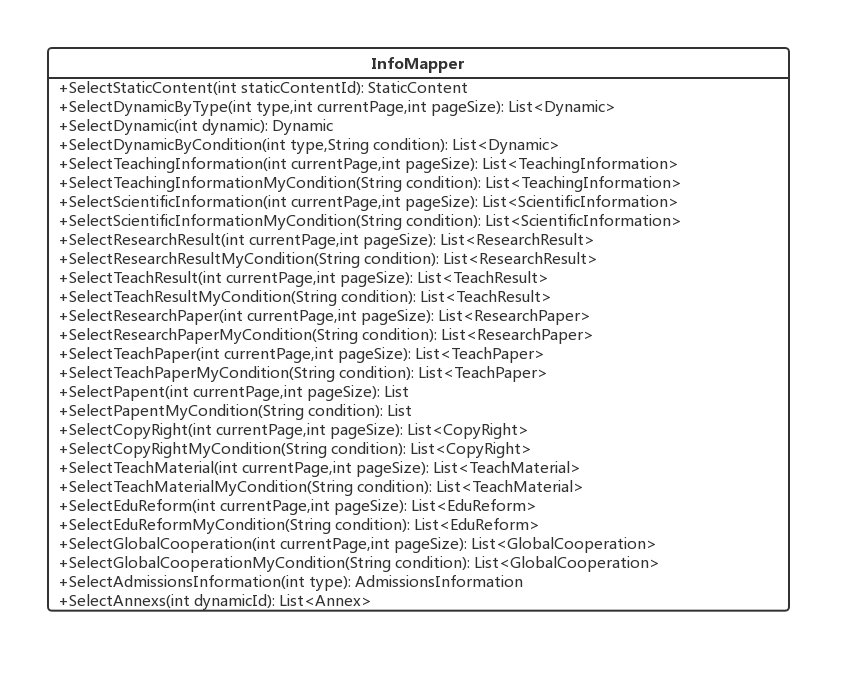 InfoMapper
+SelectStaticContent(int staticContentId): StaticContent
+SelectDynamicByType(int type,int currentPage,int pageSize): List<Dynamic>
+SelectDynamic(int dynamic): Dynamic
+SelectDynamicByCondition(int type,String condition): List<Dynamic>
+SelectTeachingInformation(int currentPage,int pageSize): List<TeachingInformation>
+SelectTeachingInformationMyCondition(String condition): List<TeachingInformation>
+SelectScientificInformation(int currentPage,int pageSize): List<ScientificInformation>
+SelectScientificInformationMyCondition(String condition): List<ScientificInformation>
+SelectResearchResult(int currentPage,int pageSize): List<ResearchResult>
+SelectResearchResultMyCondition(String condition): List<ResearchResult>
+SelectTeachResult(int currentPage,int pageSize): List<TeachResult>
+SelectTeachResultMyCondition(String condition): List<TeachResult>
+SelectResearchPaper(int currentPage,int pageSize): List<ResearchPaper>
+SelectResearchPaperMyCondition(String condition): List<ResearchPaper>
+SelectTeachPaper(int currentPage,int pageSize): List<TeachPaper>
+SelectTeachPaperMyCondition(String condition): List<TeachPaper>
+SelectPapent(int currentPage,int pageSize): List
+SelectPapentMyCondition(String condition): List
+SelectCopyRight(int currentPage,int pageSize): List<CopyRight>
+SelectCopyRightMyCondition(String condition): List<CopyRight>
+SelectTeachMaterial(int currentPage,int pageSize): List<TeachMaterial>
+SelectTeachMaterialMyCondition(String condition): List<TeachMaterial>
+SelectEduReform(int currentPage,int pageSize): List<EduReform>
+SelectEduReformMyCondition(String condition): List<EduReform>
+SelectGlobalCooperation(int currentPage,int pageSize): List<GlobalCooperation>
+SelectGlobalCooperationMyCondition(String condition): List<GlobalCooperation>
+SelectAdmissionsInformation(int type): AdmissionsInformation
+SelectAnnexs(int dynamicId): List<Annex>